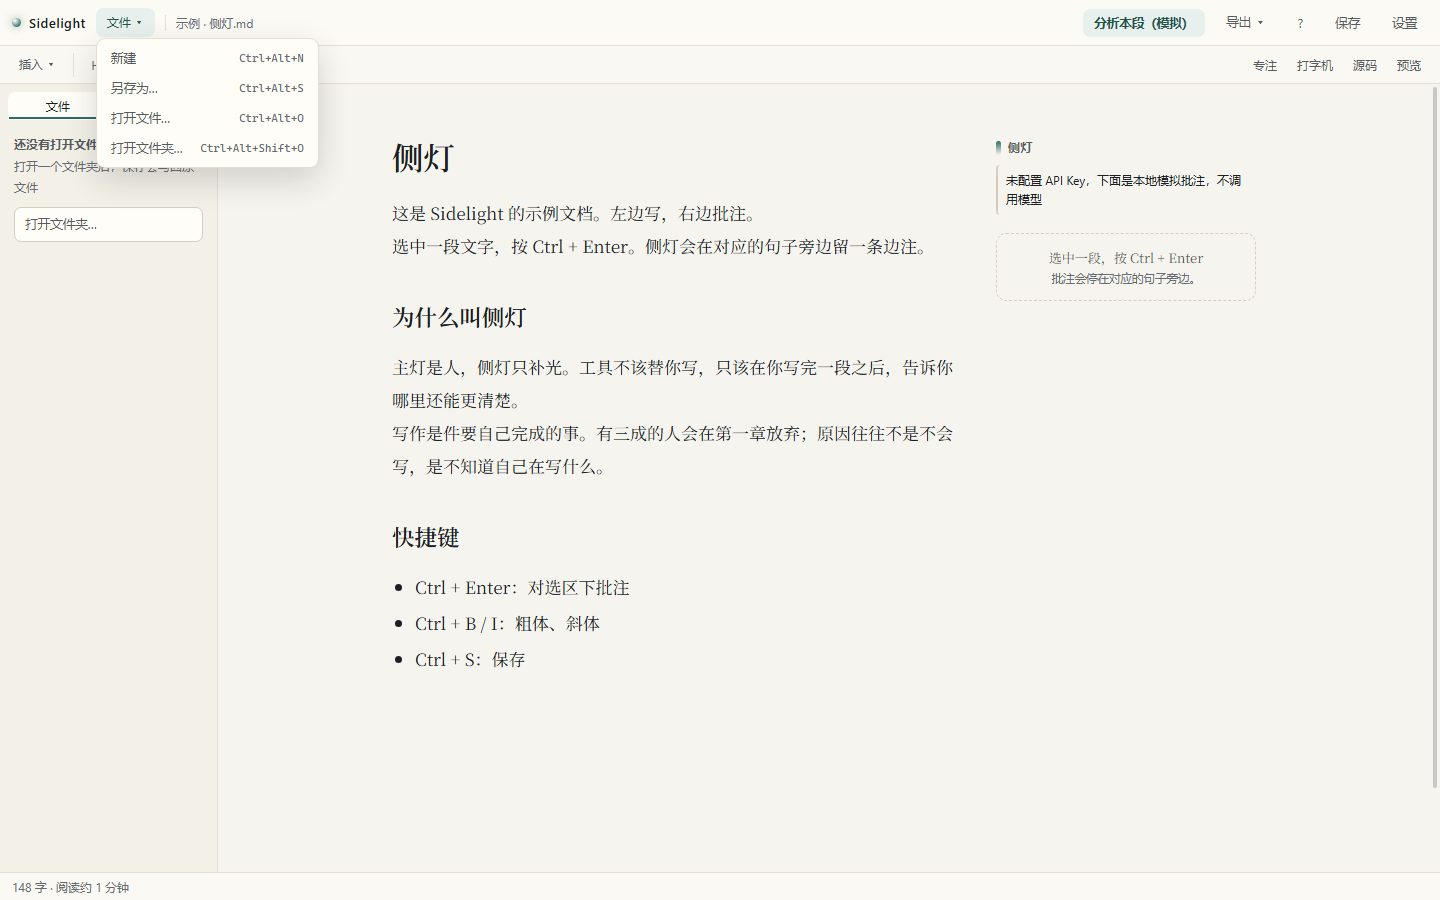 Sidelight 文件 ▾ 示例 · 侧灯.md 分析本段（模拟） 导出 ▾ ? 保存 设置
插入 ▾ 专注 打字机 源码 预览
新建 Ctrl+Alt+N
另存为... Ctrl+Alt+S
打开文件... Ctrl+Alt+O
打开文件夹... Ctrl+Alt+Shift+O
文件
还没有打开文件
文件
打开文件夹...
侧灯
这是 Sidelight 的示例文档。左边写，右边批注。
选中一段文字，按 Ctrl + Enter。侧灯会在对应的句子旁边留一条边注。
为什么叫侧灯
主灯是人，侧灯只补光。工具不该替你写，只该在你写完一段之后，告诉你
哪里还能更清楚。
写作是件要自己完成的事。有三成的人会在第一章放弃；原因往往不是不会
写，是不知道自己在写什么。
快捷键
Ctrl + Enter：对选区下批注
Ctrl + B / I：粗体、斜体
Ctrl + S：保存
侧灯
未配置 API Key，下面是本地模拟批注，不调
用模型
选中一段，按 Ctrl + Enter
批注会停在对应的句子旁边。
148 字 · 阅读约 1 分钟